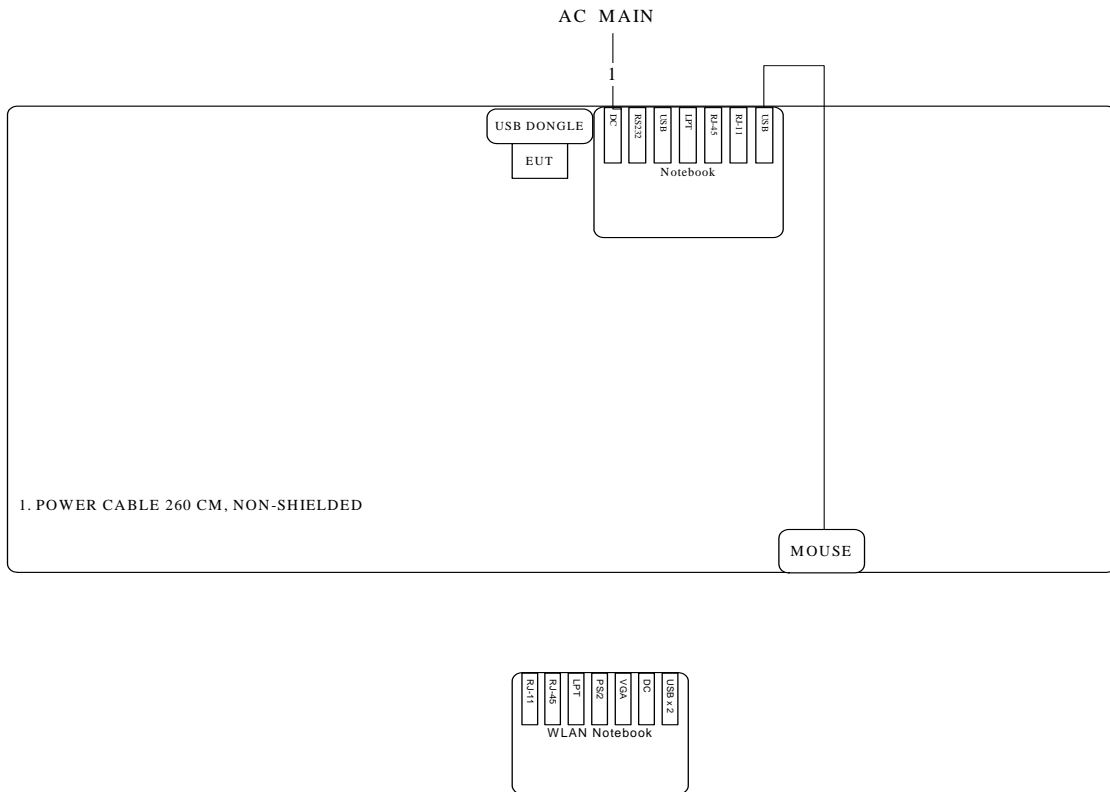 AC MAIN
1
USB DONGLE
EUT
DC
RS232
USB
LPT
RJ-45
RJ-11
USB
Notebook
1. POWER CABLE 260 CM, NON-SHIELDED
MOUSE
RJ-11
RJ-45
LPT
PS/2
VGA
DC
USB x 2
WLAN Notebook